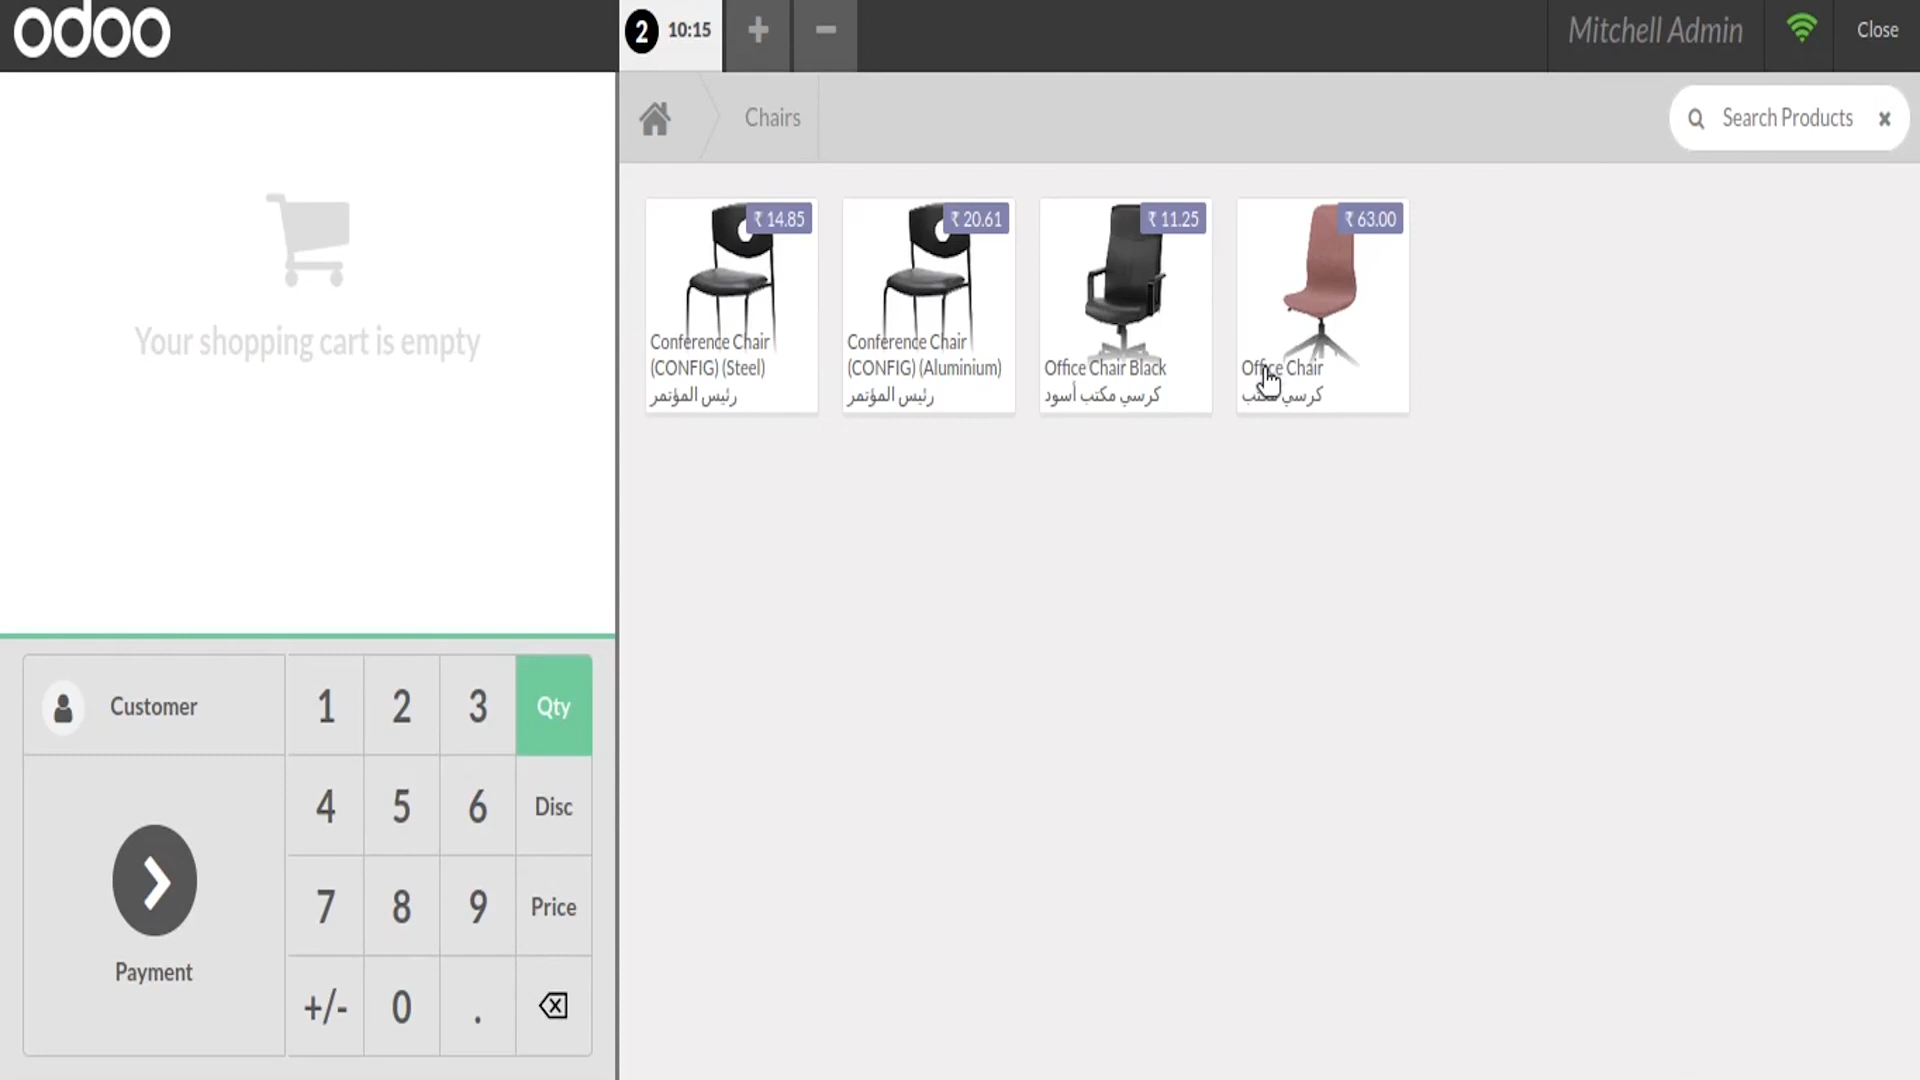 odoo
2 10:15 + -
Mitchell Admin
Close
Chairs
Search Products
Your shopping cart is empty
₹ 14.85
Conference Chair
(CONFIG) (Steel)
رئيس المؤتمر
₹ 20.61
Conference Chair
(CONFIG) (Aluminium)
رئيس المؤتمر
₹ 11.25
Office Chair Black
كرسي مكتب أسود
₹ 63.00
Office Chair
كرسي مكتب
Customer
Payment
1 2 3 Qty
4 5 6 Disc
7 8 9 Price
+/- 0 .